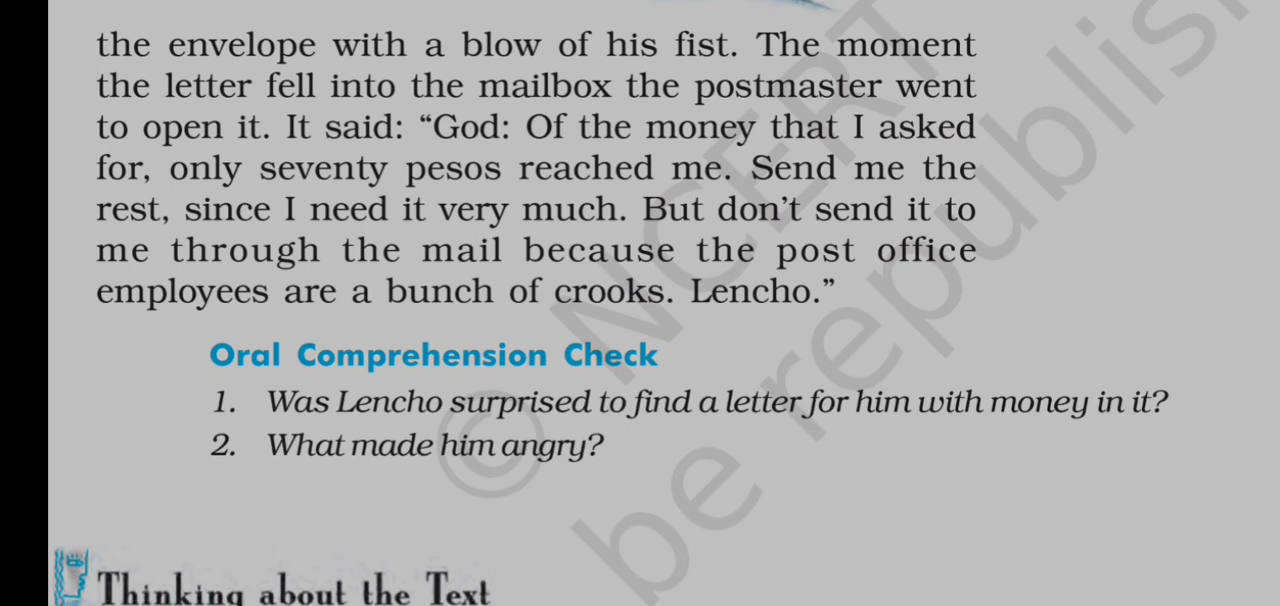 the envelope with a blow of his fist. The moment
the letter fell into the mailbox the postmaster went
to open it. It said: “God: Of the money that I asked
for, only seventy pesos reached me. Send me the
rest, since I need it very much. But don’t send it to
me through the mail because the post office
employees are a bunch of crooks. Lencho.”
Oral Comprehension Check
1. Was Lencho surprised to find a letter for him with money in it?
2. What made him angry?
Thinking about the Text
© NCERT
be republis